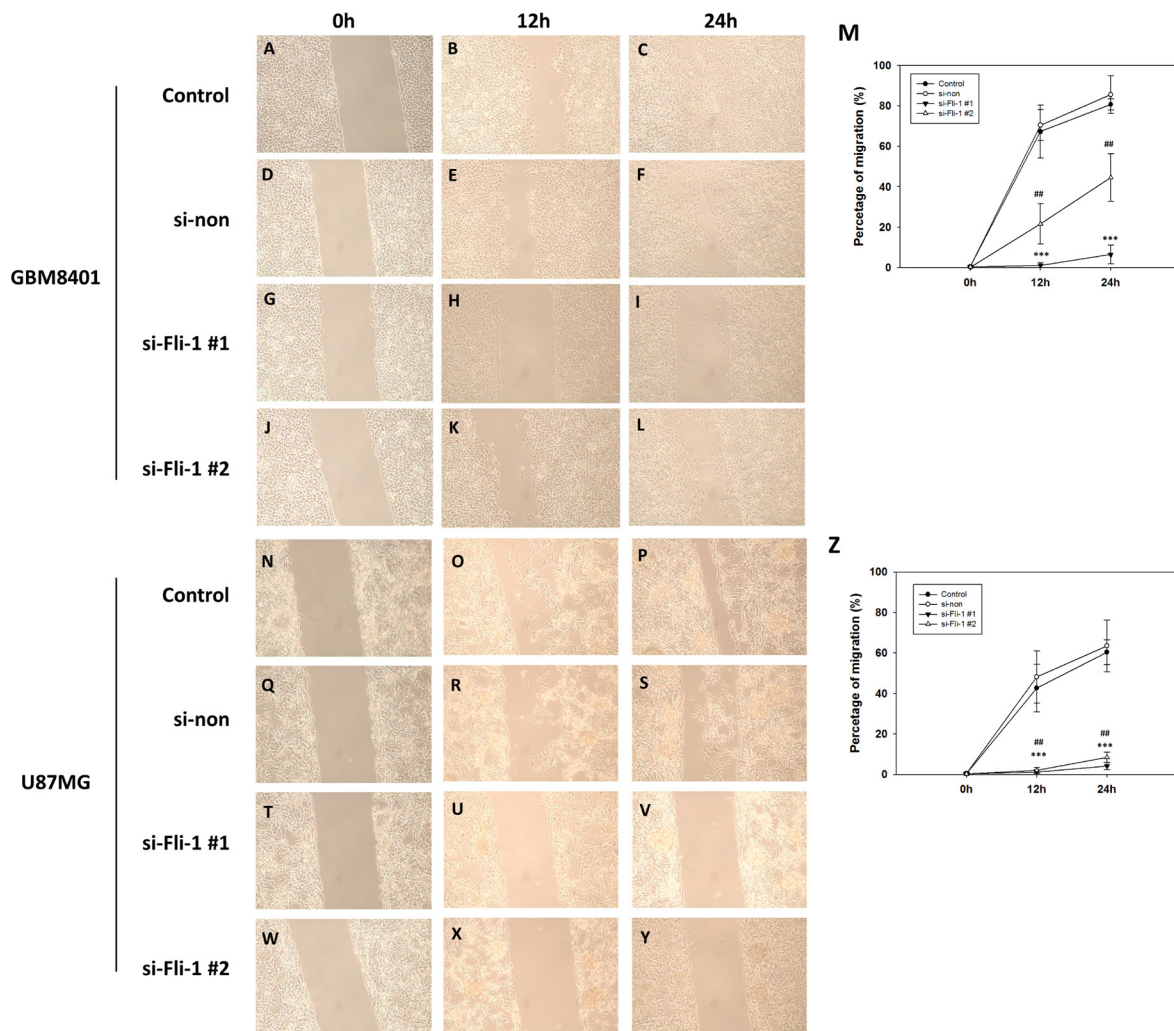 0h 12h 24h
M
A B C
Control
D E F
si-non
GBM8401
G H I
si-Fli-1 #1
J K L
si-Fli-1 #2
100
80
60
40
20
0
Percetage of migration (%)
Control
si-non
si-Fli-1 #1
si-Fli-1 #2
##
##
***
***
0h 12h 24h
Z
N O P
Control
Q R S
si-non
U87MG
T U V
si-Fli-1 #1
W X Y
si-Fli-1 #2
100
80
60
40
20
0
Percetage of migration (%)
Control
si-non
si-Fli-1 #1
si-Fli-1 #2
## ##
*** ***
0h 12h 24h